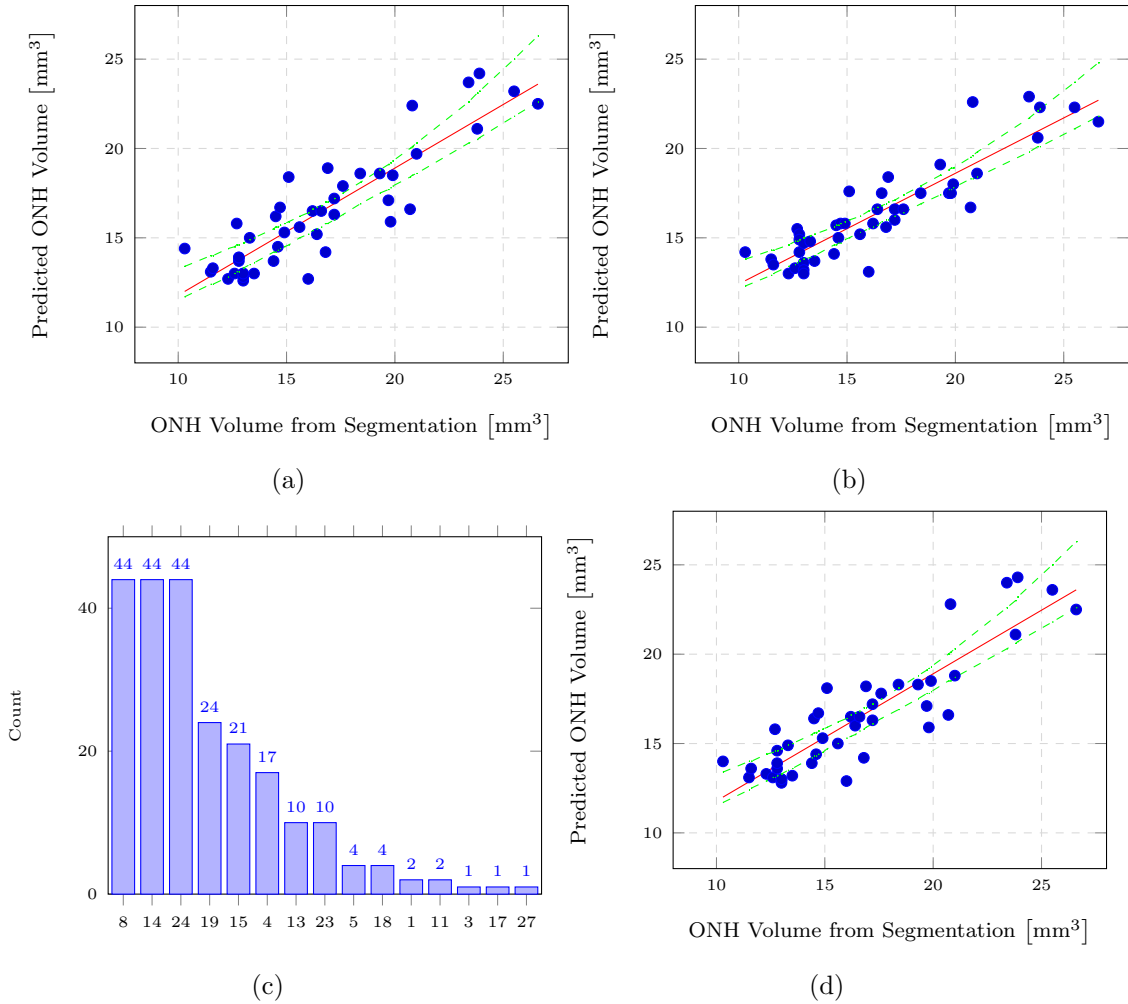 25
20
15
10
Predicted ONH Volume [mm³]
10 15 20 25
ONH Volume from Segmentation [mm³]
(a)
25
20
15
10
Predicted ONH Volume [mm³]
10 15 20 25
ONH Volume from Segmentation [mm³]
(b)
44 44 44 24 21 17 10 10 4 4 2 2 1 1 1
40
20
0
Count
8 14 24 19 15 4 13 23 5 18 1 11 3 17 27
(c)
25
20
15
10
Predicted ONH Volume [mm³]
10 15 20 25
ONH Volume from Segmentation [mm³]
(d)